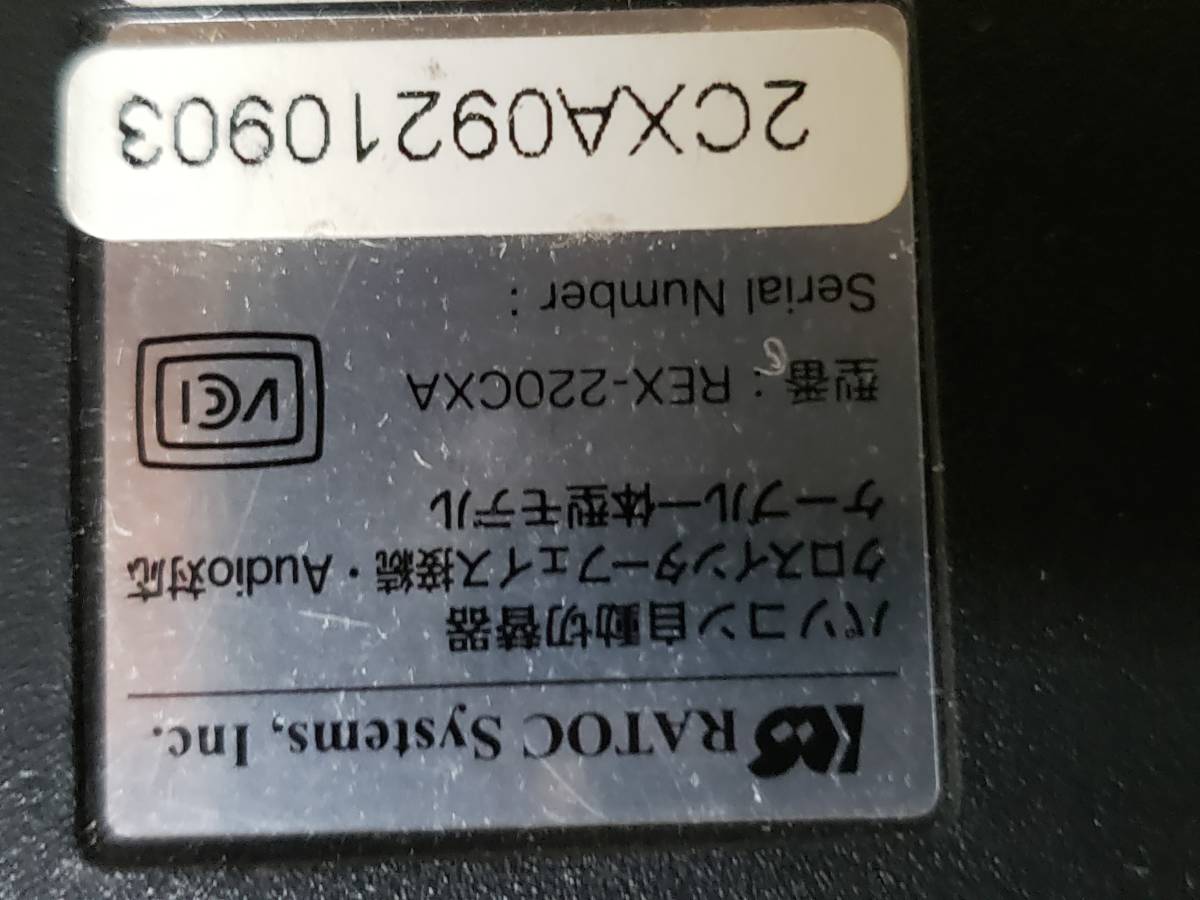 RATOC Systems, Inc.
パソコン自動切替器
クロスインターフェイス接続・Audio対応
ケーブル一体型モデル
型番：REX-220CXA
VCCI
Serial Number :
2CXA09210903